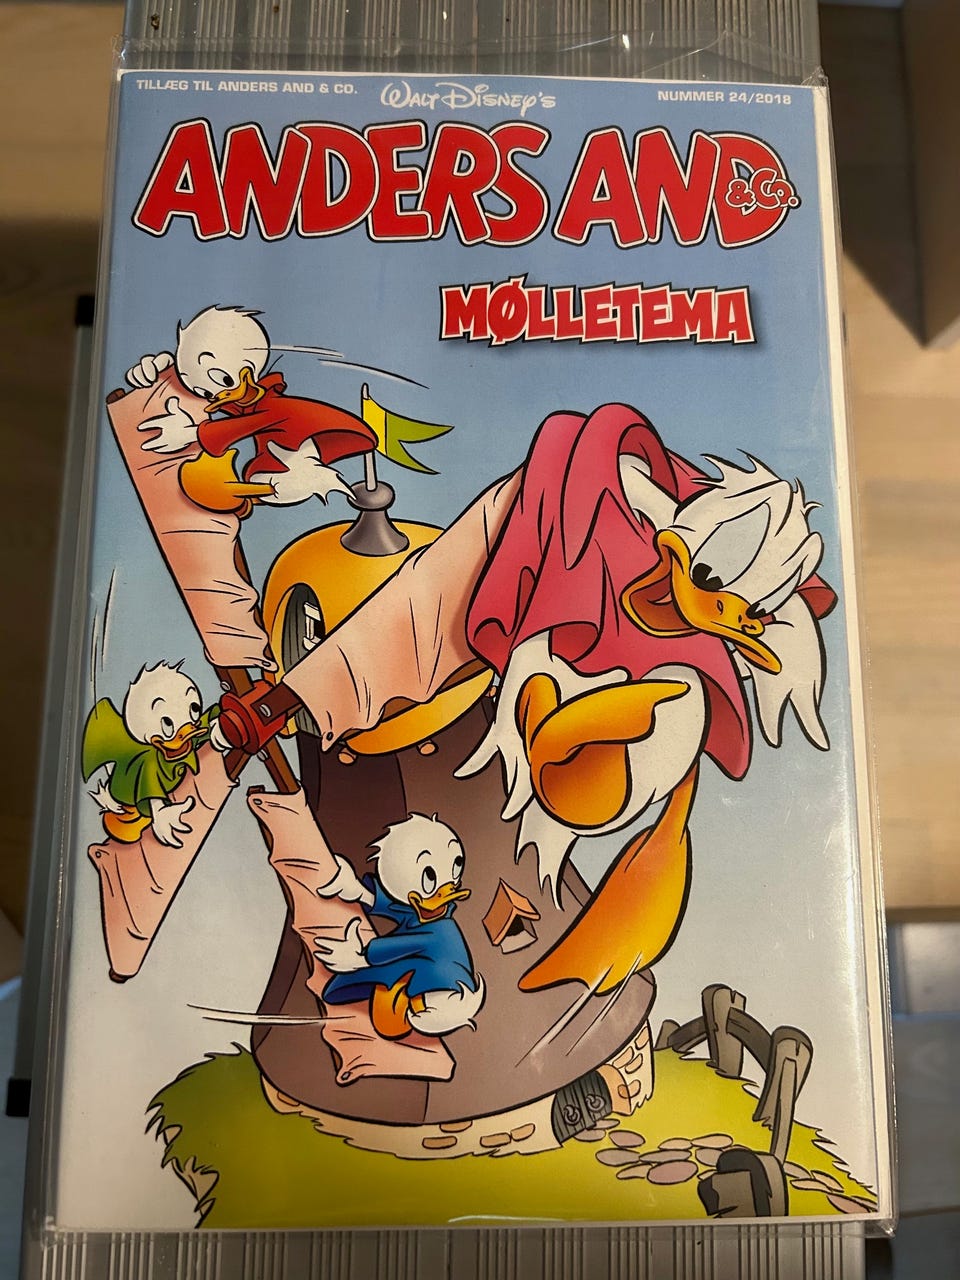 TILLÆG TIL ANDERS AND & CO.
Walt Disney's
NUMMER 24/2018
ANDERS AND & Co.
MØLLETEMA